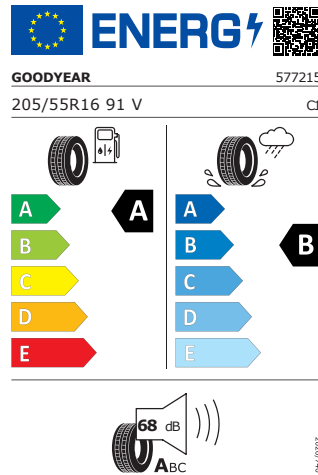 ENERG
GOODYEAR 577215
205/55R16 91 V C1
A A A
B B B
C C
D D
E E
68 dB
ABC